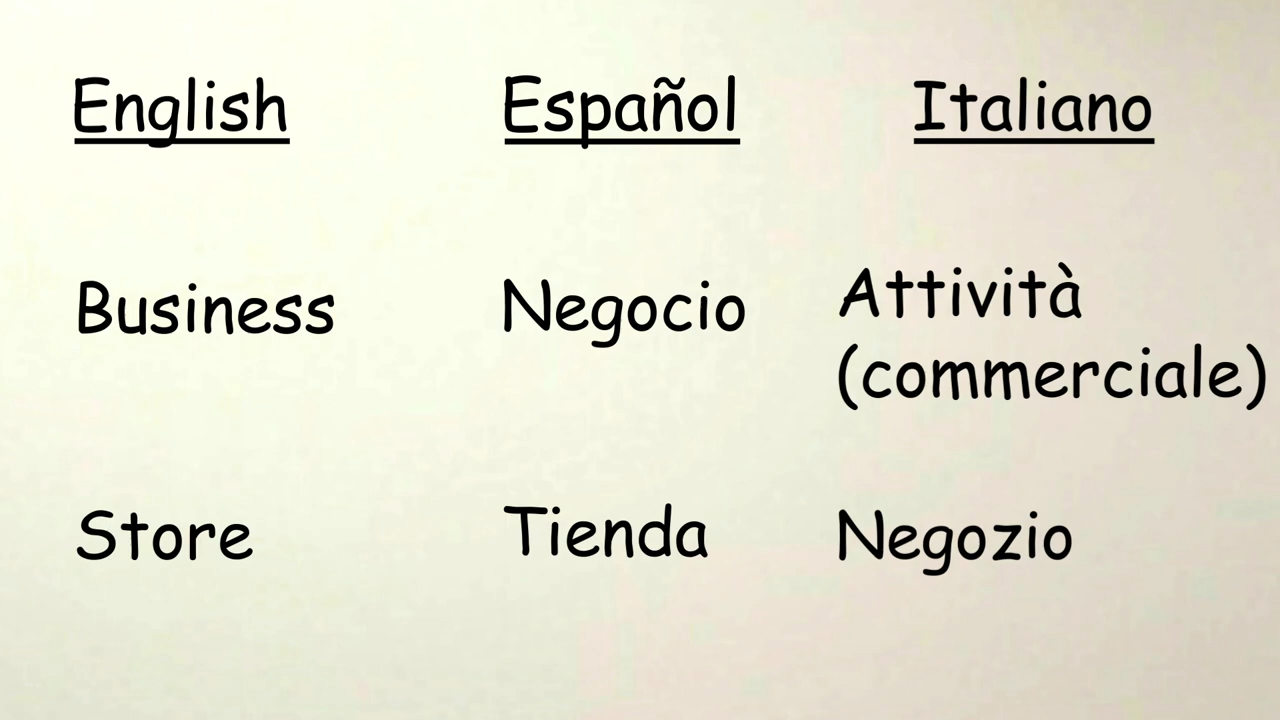 English Español Italiano
Business Negocio Attività
(commerciale)
Store Tienda Negozio